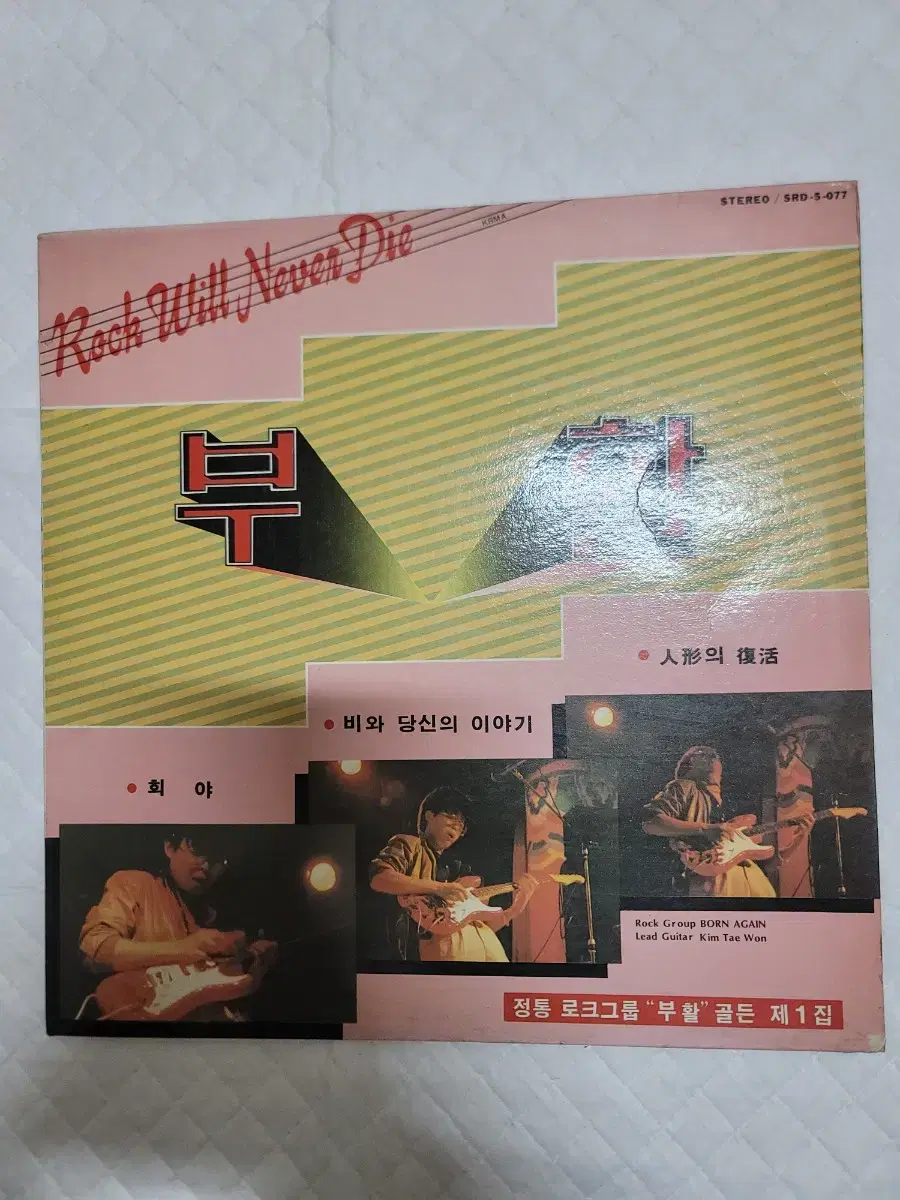 STEREO / SRD-5-077
KRMA
Rock Will Never Die
부 활
• 人形의 復活
• 비와 당신의 이야기
• 희 야
Rock Group BORN AGAIN
Lead Guitar Kim Tae Won
정통 로크그룹 “부활” 골든 제1집